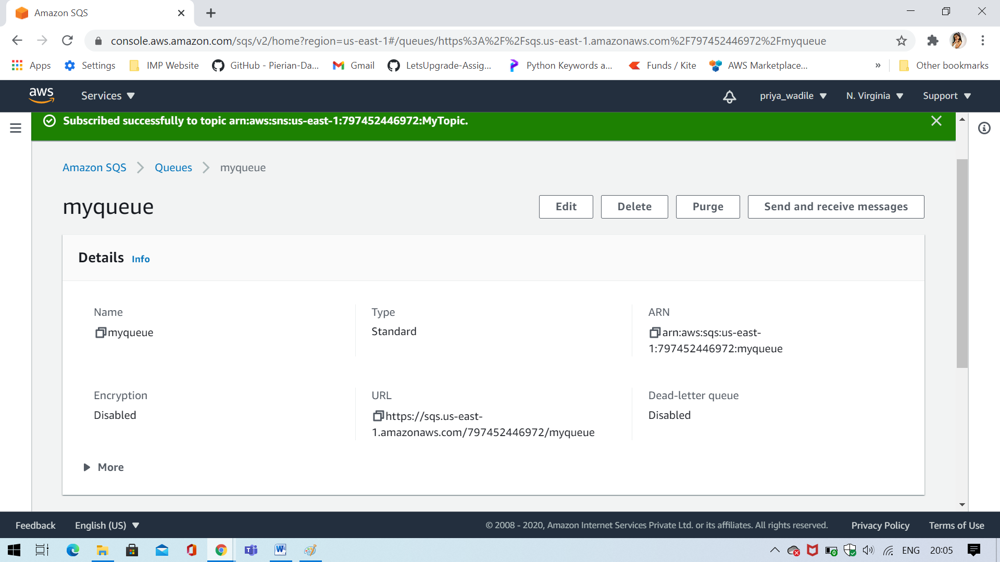 Amazon SQS
console.aws.amazon.com/sqs/v2/home?region=us-east-1#/queues/https%3A%2F%2Fsqs.us-east-1.amazonaws.com%2F797452446972%2Fmyqueue
Apps Settings IMP Website GitHub - Pierian-Da... Gmail LetsUpgrade-Assig... Python Keywords a... Funds / Kite AWS Marketplace... » Other bookmarks
aws Services priya_wadile N. Virginia Support
Subscribed successfully to topic arn:aws:sns:us-east-1:797452446972:MyTopic.
Amazon SQS Queues myqueue
myqueue Edit Delete Purge Send and receive messages
Details Info
Name Type ARN
myqueue Standard arn:aws:sqs:us-east-
1:797452446972:myqueue
Encryption URL Dead-letter queue
Disabled https://sqs.us-east- Disabled
1.amazonaws.com/797452446972/myqueue
More
Feedback English (US) © 2008 - 2020, Amazon Internet Services Private Ltd. or its affiliates. All rights reserved. Privacy Policy Terms of Use
ENG 20:05